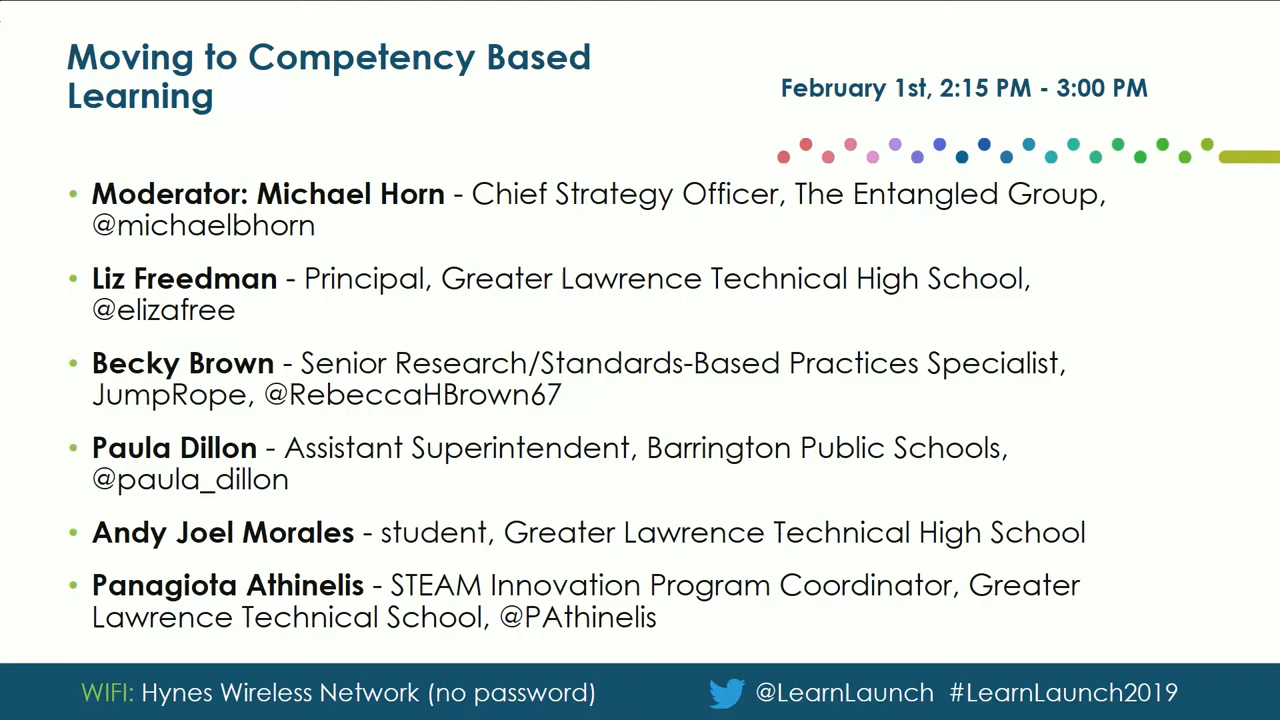 Moving to Competency Based
Learning
February 1st, 2:15 PM - 3:00 PM
• Moderator: Michael Horn - Chief Strategy Officer, The Entangled Group,
@michaelbhorn
• Liz Freedman - Principal, Greater Lawrence Technical High School,
@elizafree
• Becky Brown - Senior Research/Standards-Based Practices Specialist,
JumpRope, @RebeccaHBrown67
• Paula Dillon - Assistant Superintendent, Barrington Public Schools,
@paula_dillon
• Andy Joel Morales - student, Greater Lawrence Technical High School
• Panagiota Athinelis - STEAM Innovation Program Coordinator, Greater
Lawrence Technical School, @PAthinelis
WIFI: Hynes Wireless Network (no password)
@LearnLaunch #LearnLaunch2019